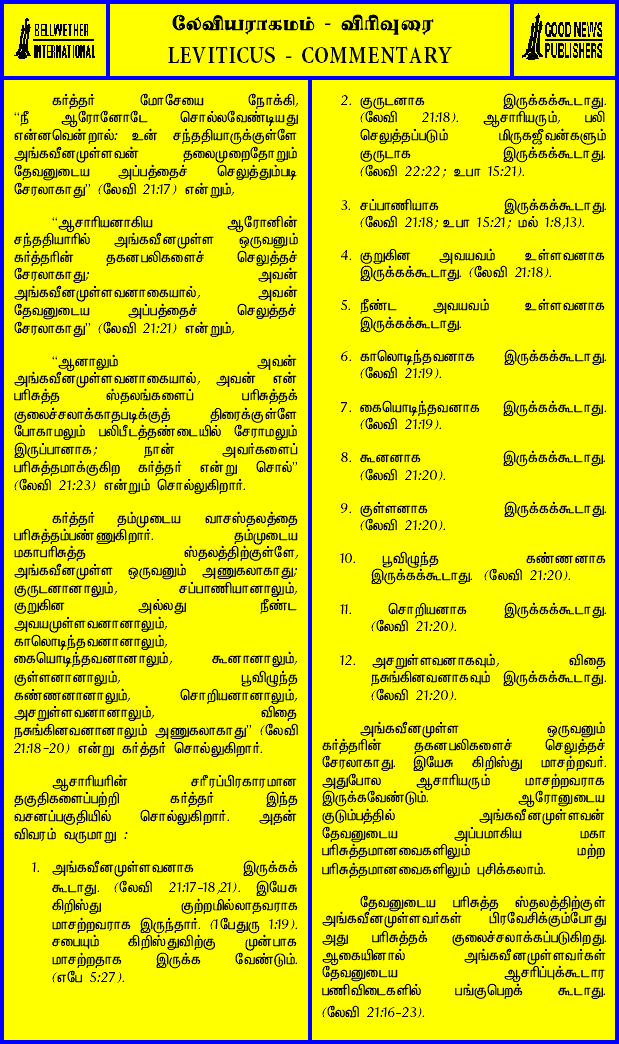 BELLWETHER
INTERNATIONAL
லேவியராகமம் - விரிவுரை
LEVITICUS - COMMENTARY
GOOD NEWS
PUBLISHERS
கர்த்தர் மோசேயை நோக்கி,
“நீ ஆரோனோடே சொல்லவேண்டியது
என்னவென்றால்: உன் சந்ததியாருக்குள்ளே
அங்கவீனமுள்ளவன் தலைமுறைதோறும்
தேவனுடைய அப்பத்தைச் செலுத்தும்படி
சேரலாகாது” (லேவி 21:17) என்றும்,
“ஆசாரியனாகிய ஆரோனின்
சந்ததியாரில் அங்கவீனமுள்ள ஒருவனும்
கர்த்தரின் தகனபலிகளைச் செலுத்தச்
சேரலாகாது; அவன்
அங்கவீனமுள்ளவனாகையால், அவன்
தேவனுடைய அப்பத்தைச் செலுத்தச்
சேரலாகாது” (லேவி 21:21) என்றும்,
“ஆனாலும் அவன்
அங்கவீனமுள்ளவனாகையால், அவன் என்
பரிசுத்த ஸ்தலங்களைப் பரிசுத்தக்
குலைச்சலாக்காதபடிக்குத் திரைக்குள்ளே
போகாமலும் பலிபீடத்தண்டையில் சேராமலும்
இருப்பானாக; நான் அவர்களைப்
பரிசுத்தமாக்குகிற கர்த்தர் என்று சொல்”
(லேவி 21:23) என்றும் சொல்லுகிறார்.
கர்த்தர் தம்முடைய வாசஸ்தலத்தை
பரிசுத்தம்பண்ணுகிறார். தம்முடைய
மகாபரிசுத்த ஸ்தலத்திற்குள்ளே,
அங்கவீனமுள்ள ஒருவனும் அணுகலாகாது;
குருடனானாலும், சப்பாணியானாலும்,
குறுகின அல்லது நீண்ட
அவயமுள்ளவனானாலும்,
காலொடிந்தவனானாலும்,
கையொடிந்தவனானாலும், கூனானாலும்,
குள்ளனானாலும், பூவிழுந்த
கண்ணனானாலும், சொறியனானாலும்,
அசறுள்ளவனானாலும், விதை
நசுங்கினவனானாலும் அணுகலாகாது” (லேவி
21:18-20) என்று கர்த்தர் சொல்லுகிறார்.
ஆசாரியரின் சரீரப்பிரகாரமான
தகுதிகளைப்பற்றி கர்த்தர் இந்த
வசனப்பகுதியில் சொல்லுகிறார். அதன்
விவரம் வருமாறு :
1. அங்கவீனமுள்ளவனாக இருக்கக்
கூடாது. (லேவி 21:17-18,21). இயேசு
கிறிஸ்து குற்றமில்லாதவராக
மாசற்றவராக இருந்தார். (1பேதுரு 1:19).
சபையும் கிறிஸ்துவிற்கு முன்பாக
மாசற்றதாக இருக்க வேண்டும்.
(எபே 5:27).
2. குருடனாக இருக்கக்கூடாது.
(லேவி 21:18). ஆசாரியரும், பலி
செலுத்தப்படும் மிருகஜீவன்களும்
குருடாக இருக்கக்கூடாது.
(லேவி 22:22; உபா 15:21).
3. சப்பாணியாக இருக்கக்கூடாது.
(லேவி 21:18; உபா 15:21; மல் 1:8,13).
4. குறுகின அவயவம் உள்ளவனாக
இருக்கக்கூடாது. (லேவி 21:18).
5. நீண்ட அவயவம் உள்ளவனாக
இருக்கக்கூடாது.
6. காலொடிந்தவனாக இருக்கக்கூடாது.
(லேவி 21:19).
7. கையொடிந்தவனாக இருக்கக்கூடாது.
(லேவி 21:19).
8. கூனனாக இருக்கக்கூடாது.
(லேவி 21:20).
9. குள்ளனாக இருக்கக்கூடாது.
(லேவி 21:20).
10. பூவிழுந்த கண்ணனாக
இருக்கக்கூடாது. (லேவி 21:20).
11. சொறியனாக இருக்கக்கூடாது.
(லேவி 21:20).
12. அசறுள்ளவனாகவும், விதை
நசுங்கினவனாகவும் இருக்கக்கூடாது.
(லேவி 21:20).
அங்கவீனமுள்ள ஒருவனும்
கர்த்தரின் தகனபலிகளைச் செலுத்தச்
சேரலாகாது. இயேசு கிறிஸ்து மாசற்றவர்.
அதுபோல ஆசாரியரும் மாசற்றவராக
இருக்கவேண்டும். ஆரோனுடைய
குடும்பத்தில் அங்கவீனமுள்ளவன்
தேவனுடைய அப்பமாகிய மகா
பரிசுத்தமானவைகளிலும் மற்ற
பரிசுத்தமானவைகளிலும் புசிக்கலாம்.
தேவனுடைய பரிசுத்த ஸ்தலத்திற்குள்
அங்கவீனமுள்ளவர்கள் பிரவேசிக்கும்போது
அது பரிசுத்தக் குலைச்சலாக்கப்படுகிறது.
ஆகையினால் அங்கவீனமுள்ளவர்கள்
தேவனுடைய ஆசரிப்புக்கூடார
பணிவிடைகளில் பங்குபெறக் கூடாது.
(லேவி 21:16-23).